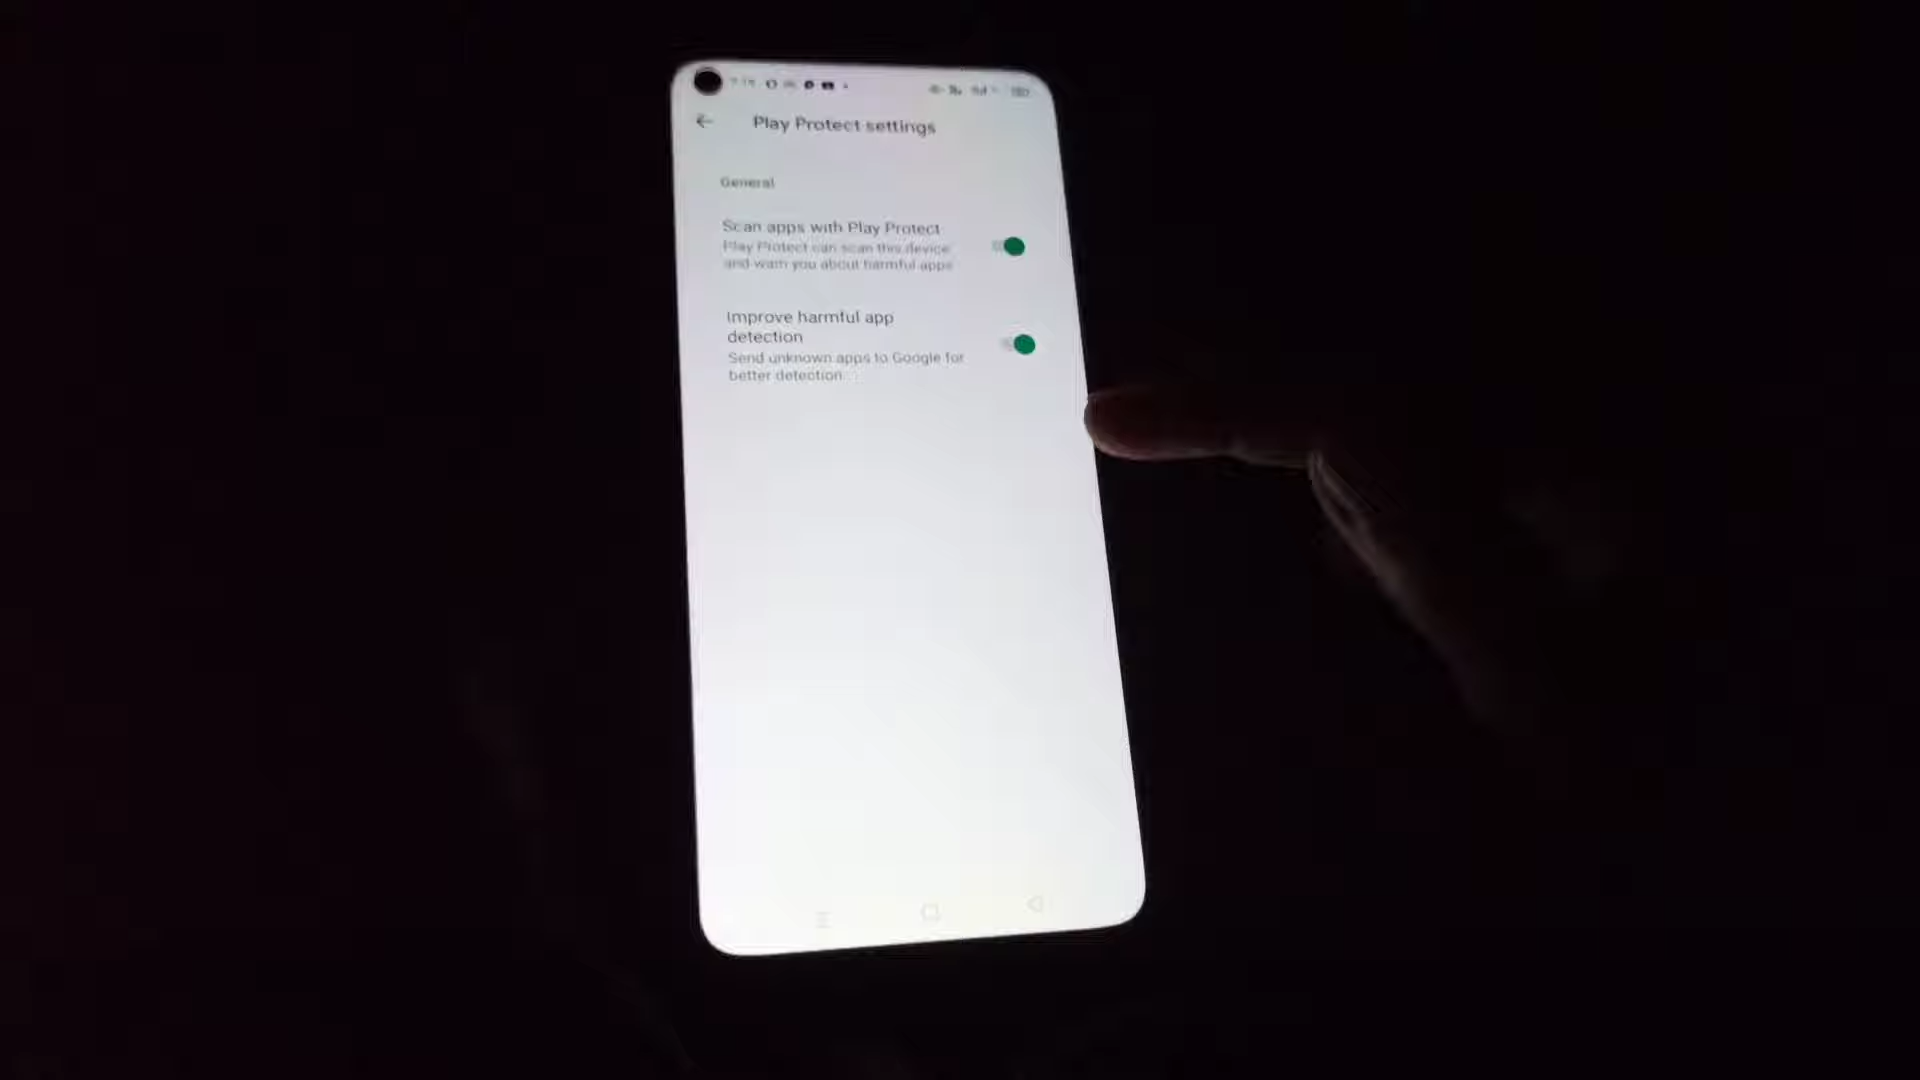 Play Protect settings
General
Scan apps with Play Protect
Play Protect can scan this device
and warn you about harmful apps
Improve harmful app
detection
Send unknown apps to Google for
better detection